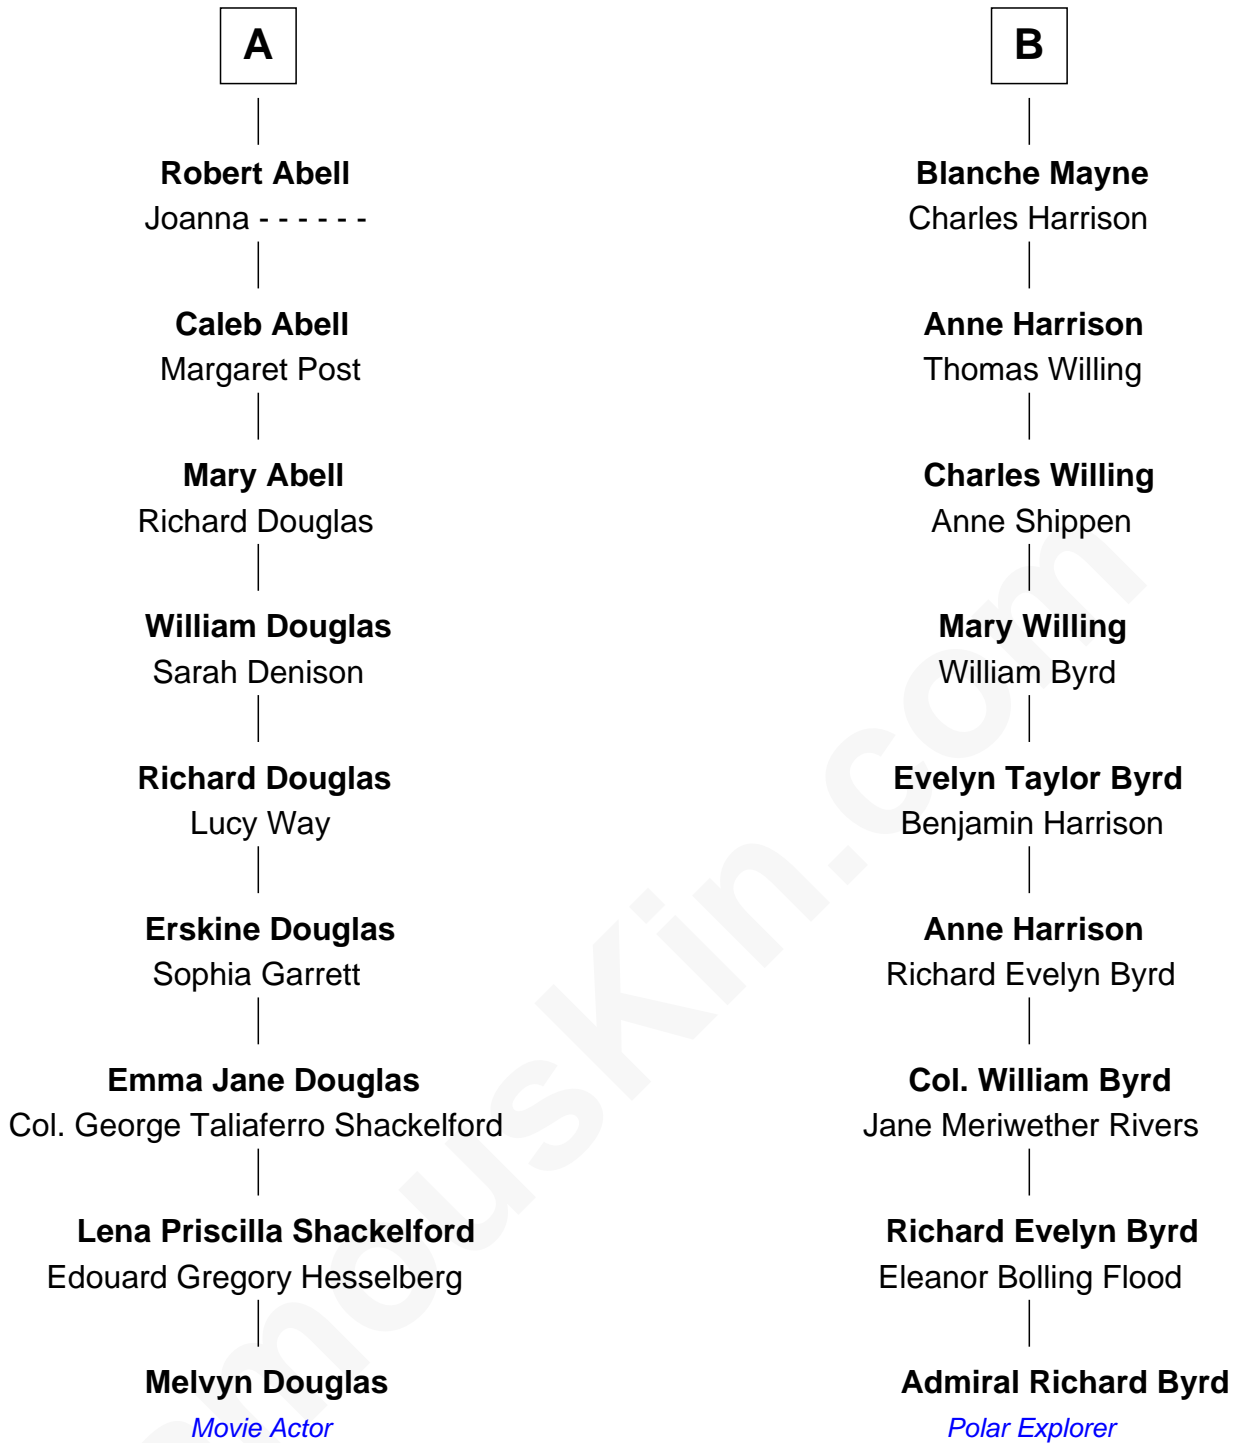 A
Robert Abell
Joanna - - - - - -
Caleb Abell
Margaret Post
Mary Abell
Richard Douglas
William Douglas
Sarah Denison
Richard Douglas
Lucy Way
Erskine Douglas
Sophia Garrett
Emma Jane Douglas
Col. George Taliaferro Shackelford
Lena Priscilla Shackelford
Edouard Gregory Hesselberg
Melvyn Douglas
Movie Actor
B
Blanche Mayne
Charles Harrison
Anne Harrison
Thomas Willing
Charles Willing
Anne Shippen
Mary Willing
William Byrd
Evelyn Taylor Byrd
Benjamin Harrison
Anne Harrison
Richard Evelyn Byrd
Col. William Byrd
Jane Meriwether Rivers
Richard Evelyn Byrd
Eleanor Bolling Flood
Admiral Richard Byrd
Polar Explorer
mousKin.com